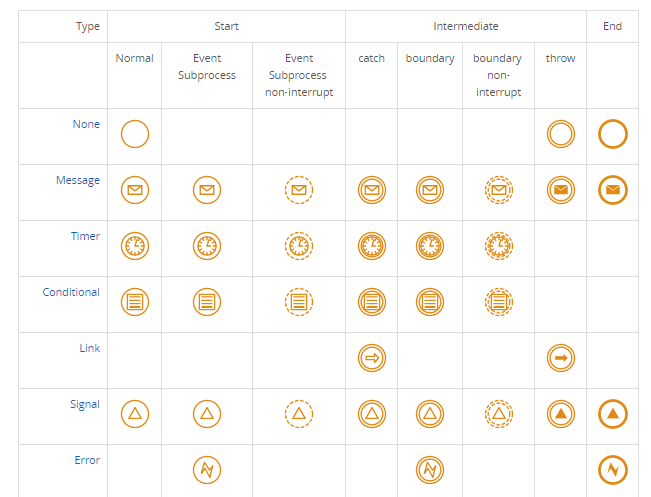 Type Start Intermediate End
Normal Event Subprocess Event Subprocess non-interrupt catch boundary boundary non-interrupt throw
None
Message
Timer
Conditional
Link
Signal
Error